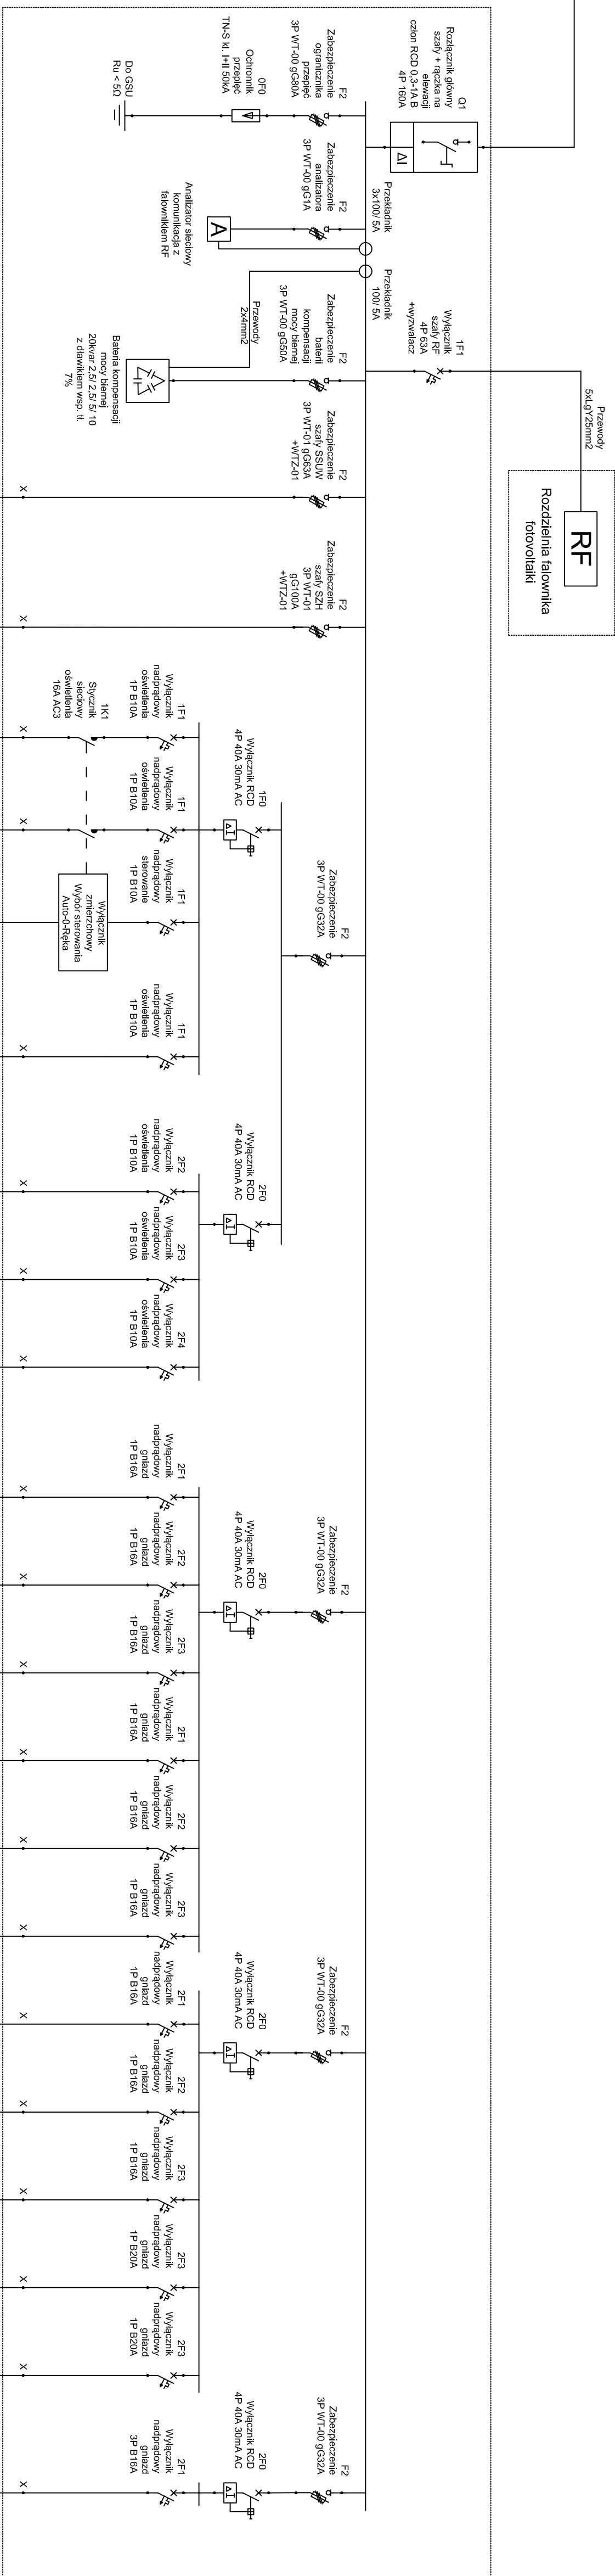 Q1
Rozłącznik główny
szafy + rączka na
elewacji
człon RCD 0,3-1A B
4P 160A
ΔI
Przewody
5xLgY25mm2
RF
Rozdzielnia falownika
fotovoltaiki
1F1
Wyłącznik
szafy RF
4P 63A
+wyzwalacz
Przekładnik
3x100/ 5A
Przekładnik
100/ 5A
F2
Zabezpieczenie
ogranicznika
przepięć
3P WT-00 gG80A
0F0
Ochronnik
przepięć
TN-S kl. I+II 50kA
Do GSU
Ru < 5Ω
F2
Zabezpieczenie
analizatora
3P WT-00 gG1A
A
Analizator sieciowy
komunikacja z
falownikiem RF
F2
Zabezpieczenie
baterii
kompensacji
mocy biernej
3P WT-00 gG50A
Przewody
2x4mm2
Bateria kompensacji
mocy biernej
20kvar 2,5/ 2,5/ 5/ 10
z dławikiem wsp. tł.
7%
F2
Zabezpieczenie
szafy SSUW
3P WT-01 gG63A
+WTZ-01
X
F2
Zabezpieczenie
szafy SZH
3P WT-01
gG100A
+WTZ-01
X
F2
Zabezpieczenie
3P WT-00 gG32A
1F0
Wyłącznik RCD
4P 40A 30mA AC
ΔI
1F1
Wyłącznik
nadprądowy
oświetlenia
1P B10A
1K1
Stycznik
sieciowy
oświetlenia
16A AC3
X
1F1
Wyłącznik
nadprądowy
oświetlenia
1P B10A
X
1F1
Wyłącznik
nadprądowy
sterowanie
1P B10A
Wyłącznik
zmierzchowy
Wybór sterowania
Auto-0-Ręka
1F1
Wyłącznik
nadprądowy
oświetlenia
1P B10A
X
2F0
Wyłącznik RCD
4P 40A 30mA AC
ΔI
2F2
Wyłącznik
nadprądowy
oświetlenia
1P B10A
X
2F3
Wyłącznik
nadprądowy
oświetlenia
1P B10A
X
2F4
Wyłącznik
nadprądowy
oświetlenia
1P B10A
X
F2
Zabezpieczenie
3P WT-00 gG32A
2F0
Wyłącznik RCD
4P 40A 30mA AC
ΔI
2F1
Wyłącznik
nadprądowy
gniazd
1P B16A
X
2F2
Wyłącznik
nadprądowy
gniazd
1P B16A
X
2F3
Wyłącznik
nadprądowy
gniazd
1P B16A
X
2F1
Wyłącznik
nadprądowy
gniazd
1P B16A
X
2F2
Wyłącznik
nadprądowy
gniazd
1P B16A
X
2F3
Wyłącznik
nadprądowy
gniazd
1P B16A
X
F2
Zabezpieczenie
3P WT-00 gG32A
2F0
Wyłącznik RCD
4P 40A 30mA AC
ΔI
2F1
Wyłącznik
nadprądowy
gniazd
1P B16A
X
2F2
Wyłącznik
nadprądowy
gniazd
1P B16A
X
2F3
Wyłącznik
nadprądowy
gniazd
1P B16A
X
2F3
Wyłącznik
nadprądowy
gniazd
1P B20A
X
2F3
Wyłącznik
nadprądowy
gniazd
1P B20A
X
F2
Zabezpieczenie
3P WT-00 gG32A
2F0
Wyłącznik RCD
4P 40A 30mA AC
ΔI
2F1
Wyłącznik
nadprądowy
gniazd
3P B16A
X